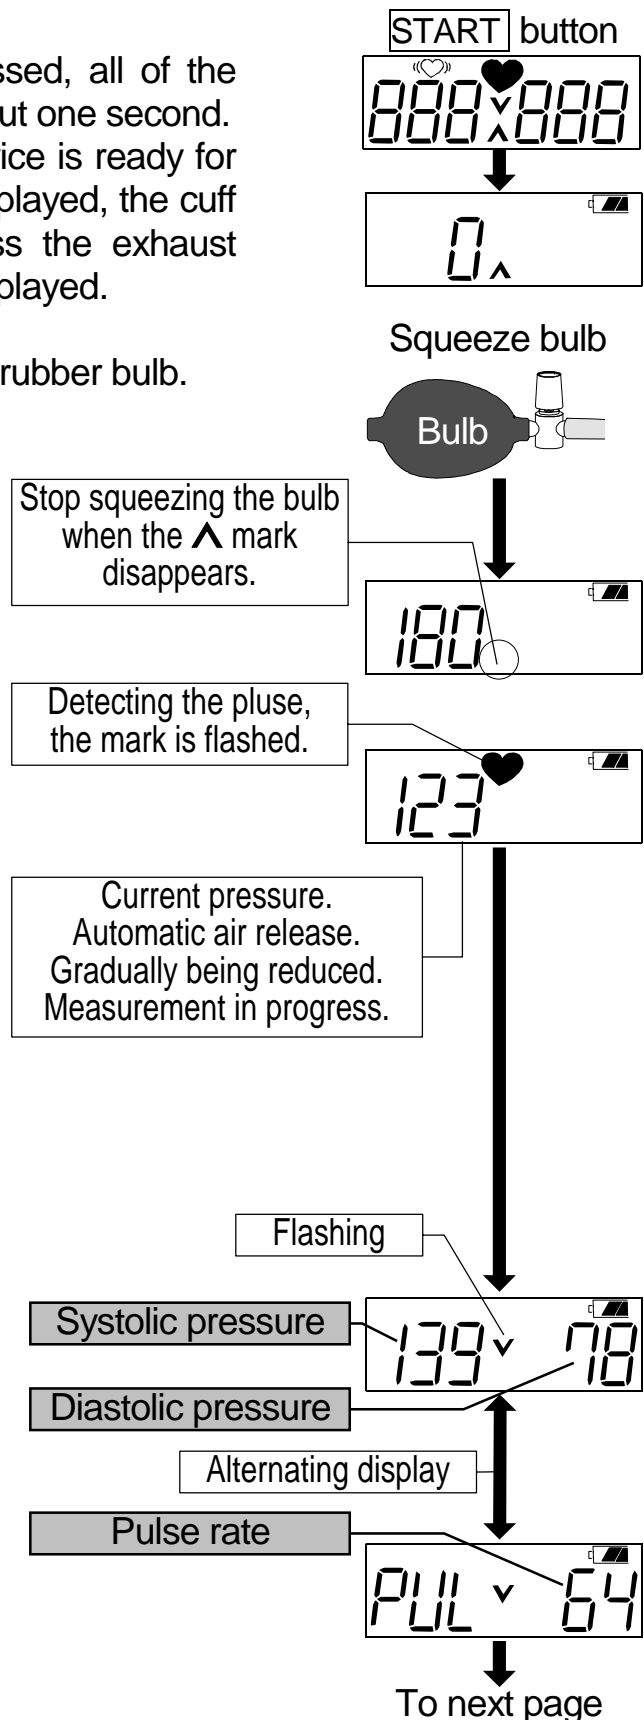 START button
ssed, all of the
ut one second.
vice is ready for
played, the cuff
ss the exhaust
played.
rubber bulb.
888 888
0
Squeeze bulb
Bulb
Stop squeezing the bulb
when the ʌ mark
disappears.
180
Detecting the pluse,
the mark is flashed.
123
Current pressure.
Automatic air release.
Gradually being reduced.
Measurement in progress.
Flashing
Systolic pressure
139 78
Diastolic pressure
Alternating display
Pulse rate
PUL 64
To next page